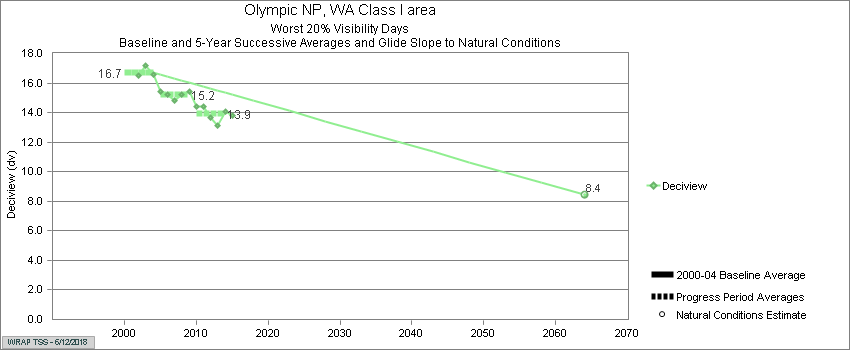 Olympic NP, WA Class I area
Worst 20% Visibility Days
Baseline and 5-Year Successive Averages and Glide Slope to Natural Conditions
Deciview (dv)
18.0
16.0
14.0
12.0
10.0
8.0
6.0
4.0
2.0
0.0
16.7
15.2
13.9
8.4
2000
2010
2020
2030
2040
2050
2060
2070
Deciview
2000-04 Baseline Average
Progress Period Averages
Natural Conditions Estimate
WRAP TSS - 6/12/2018